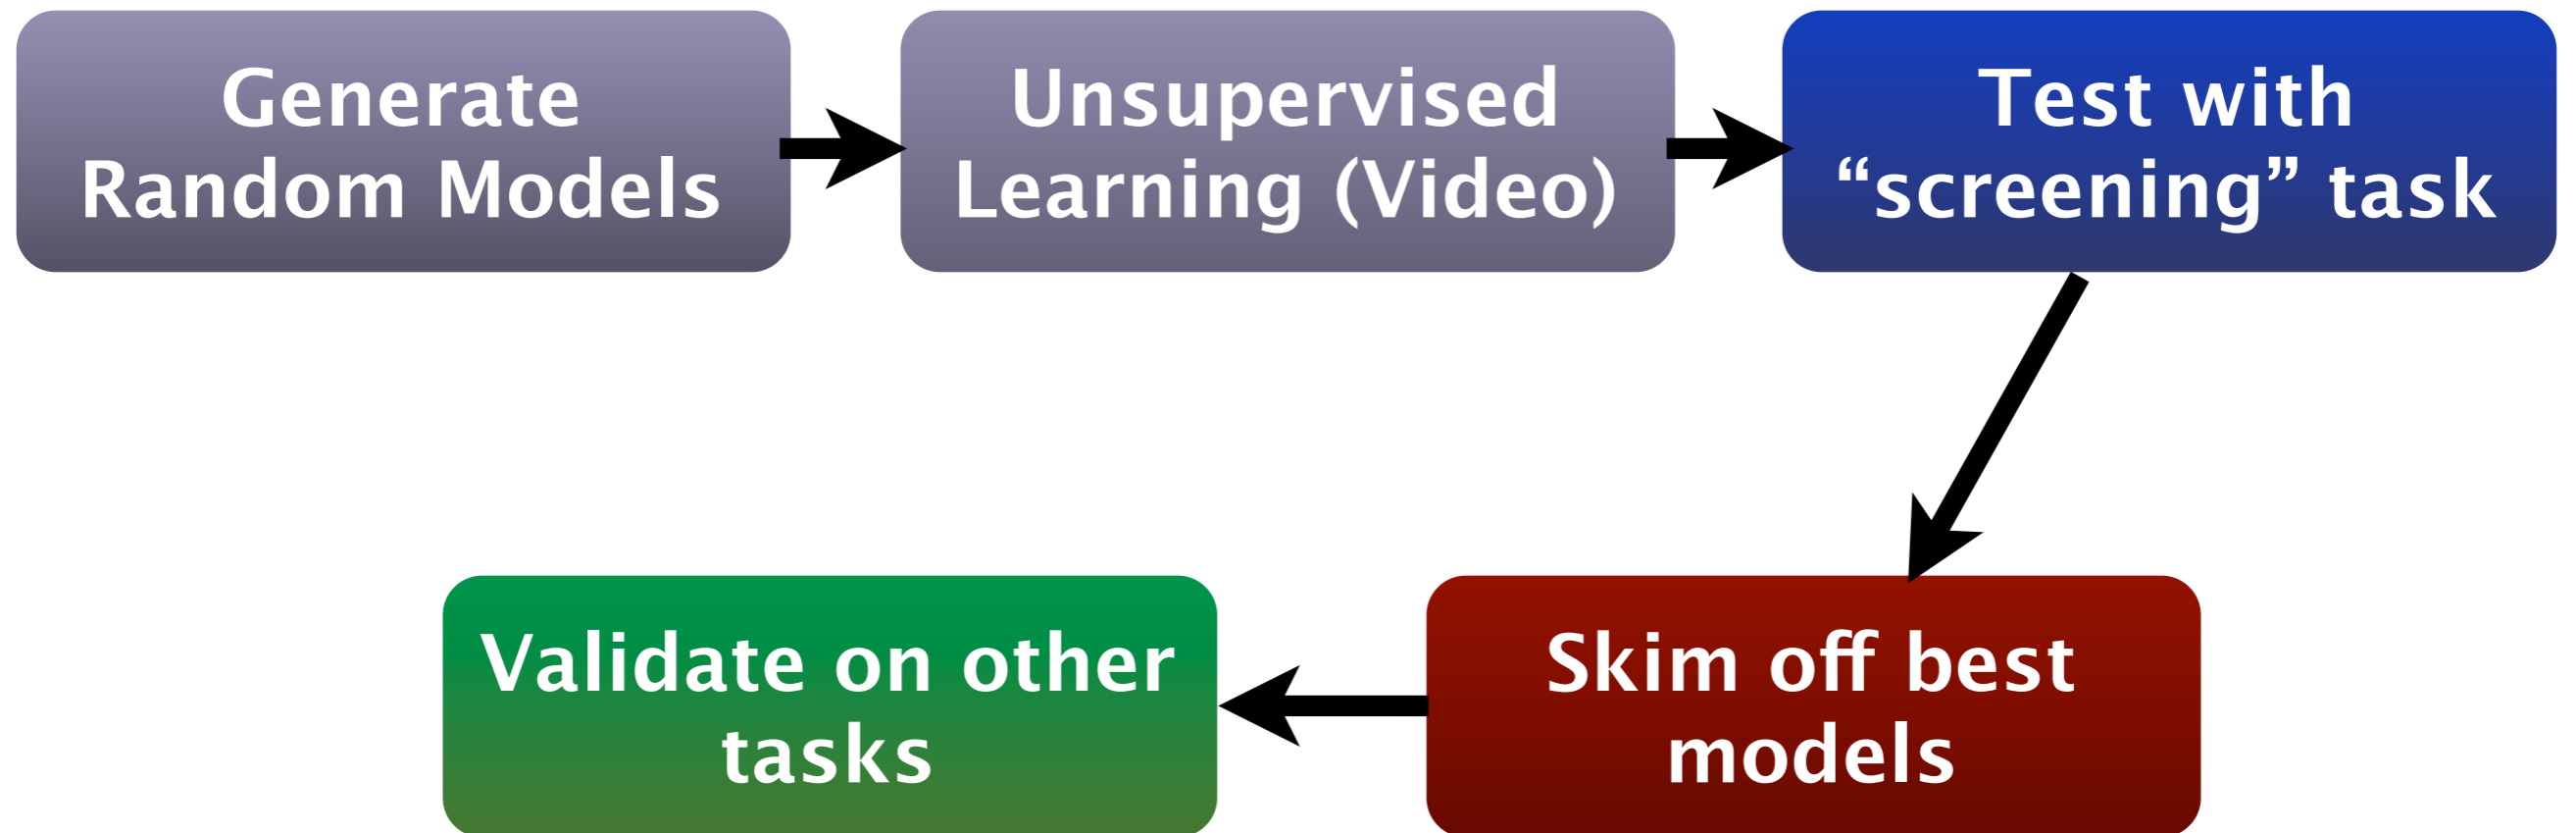 Generate
Random Models
Unsupervised
Learning (Video)
Test with
“screening” task
Skim off best
models
Validate on other
tasks